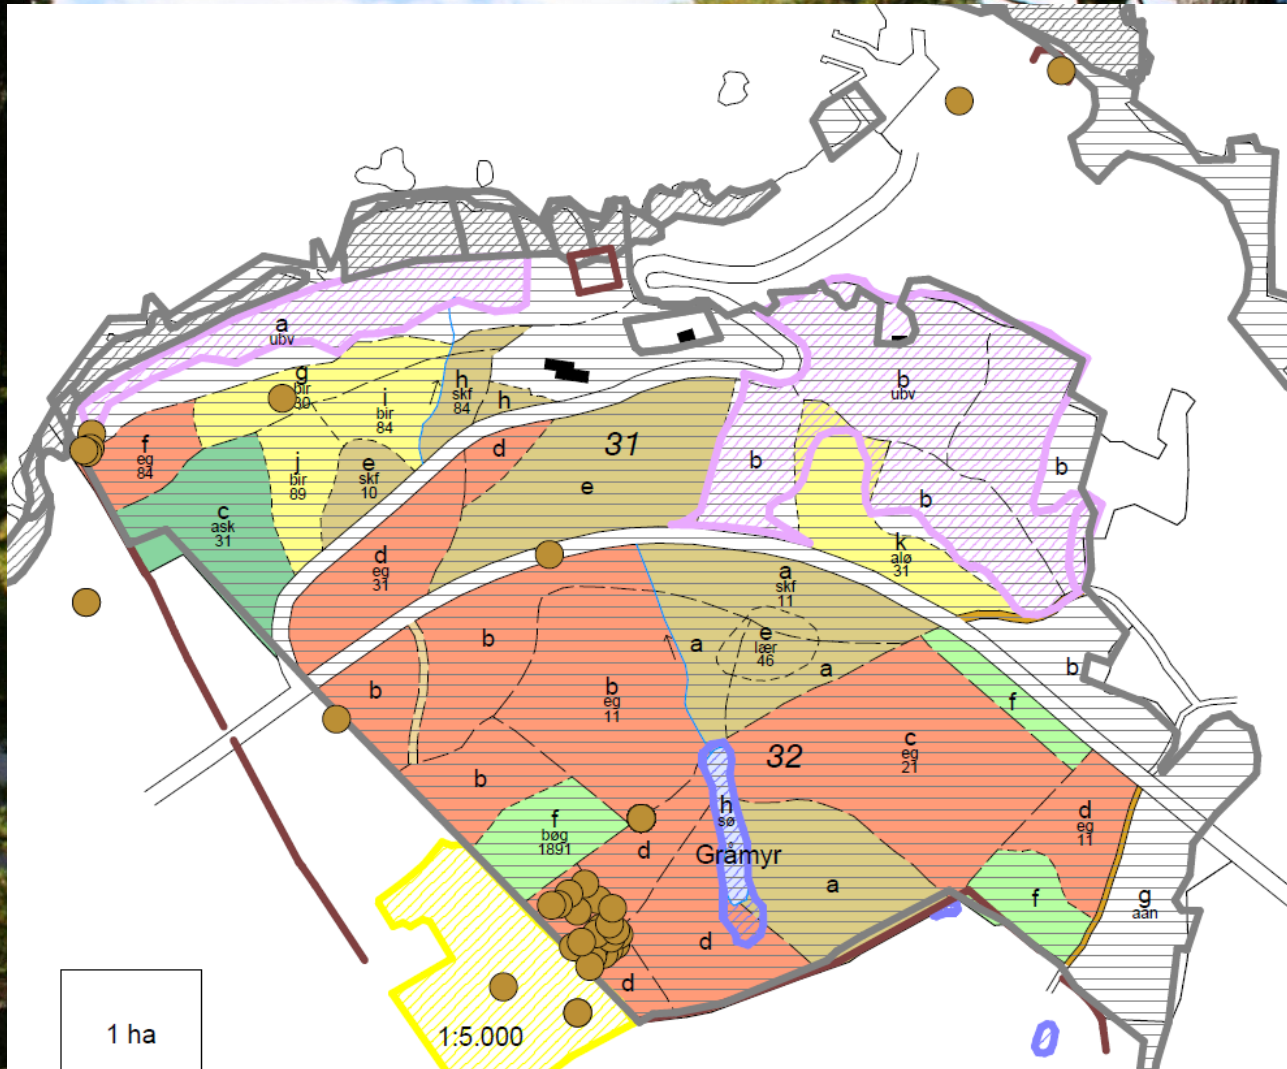 a
ubv
g
bir
30
i
bir
84
h
skf
84
h
f
eg
84
j
bir
89
e
skf
10
d
31
e
b
ubv
b
b
b
c
ask
31
d
eg
31
k
alø
31
a
skf
11
b
b
b
eg
11
a
e
lær
46
a
b
f
c
eg
21
32
b
f
bøg
1891
h
sø
d
Gråmyr
d
eg
11
a
f
g
aan
d
d
1 ha
1:5.000